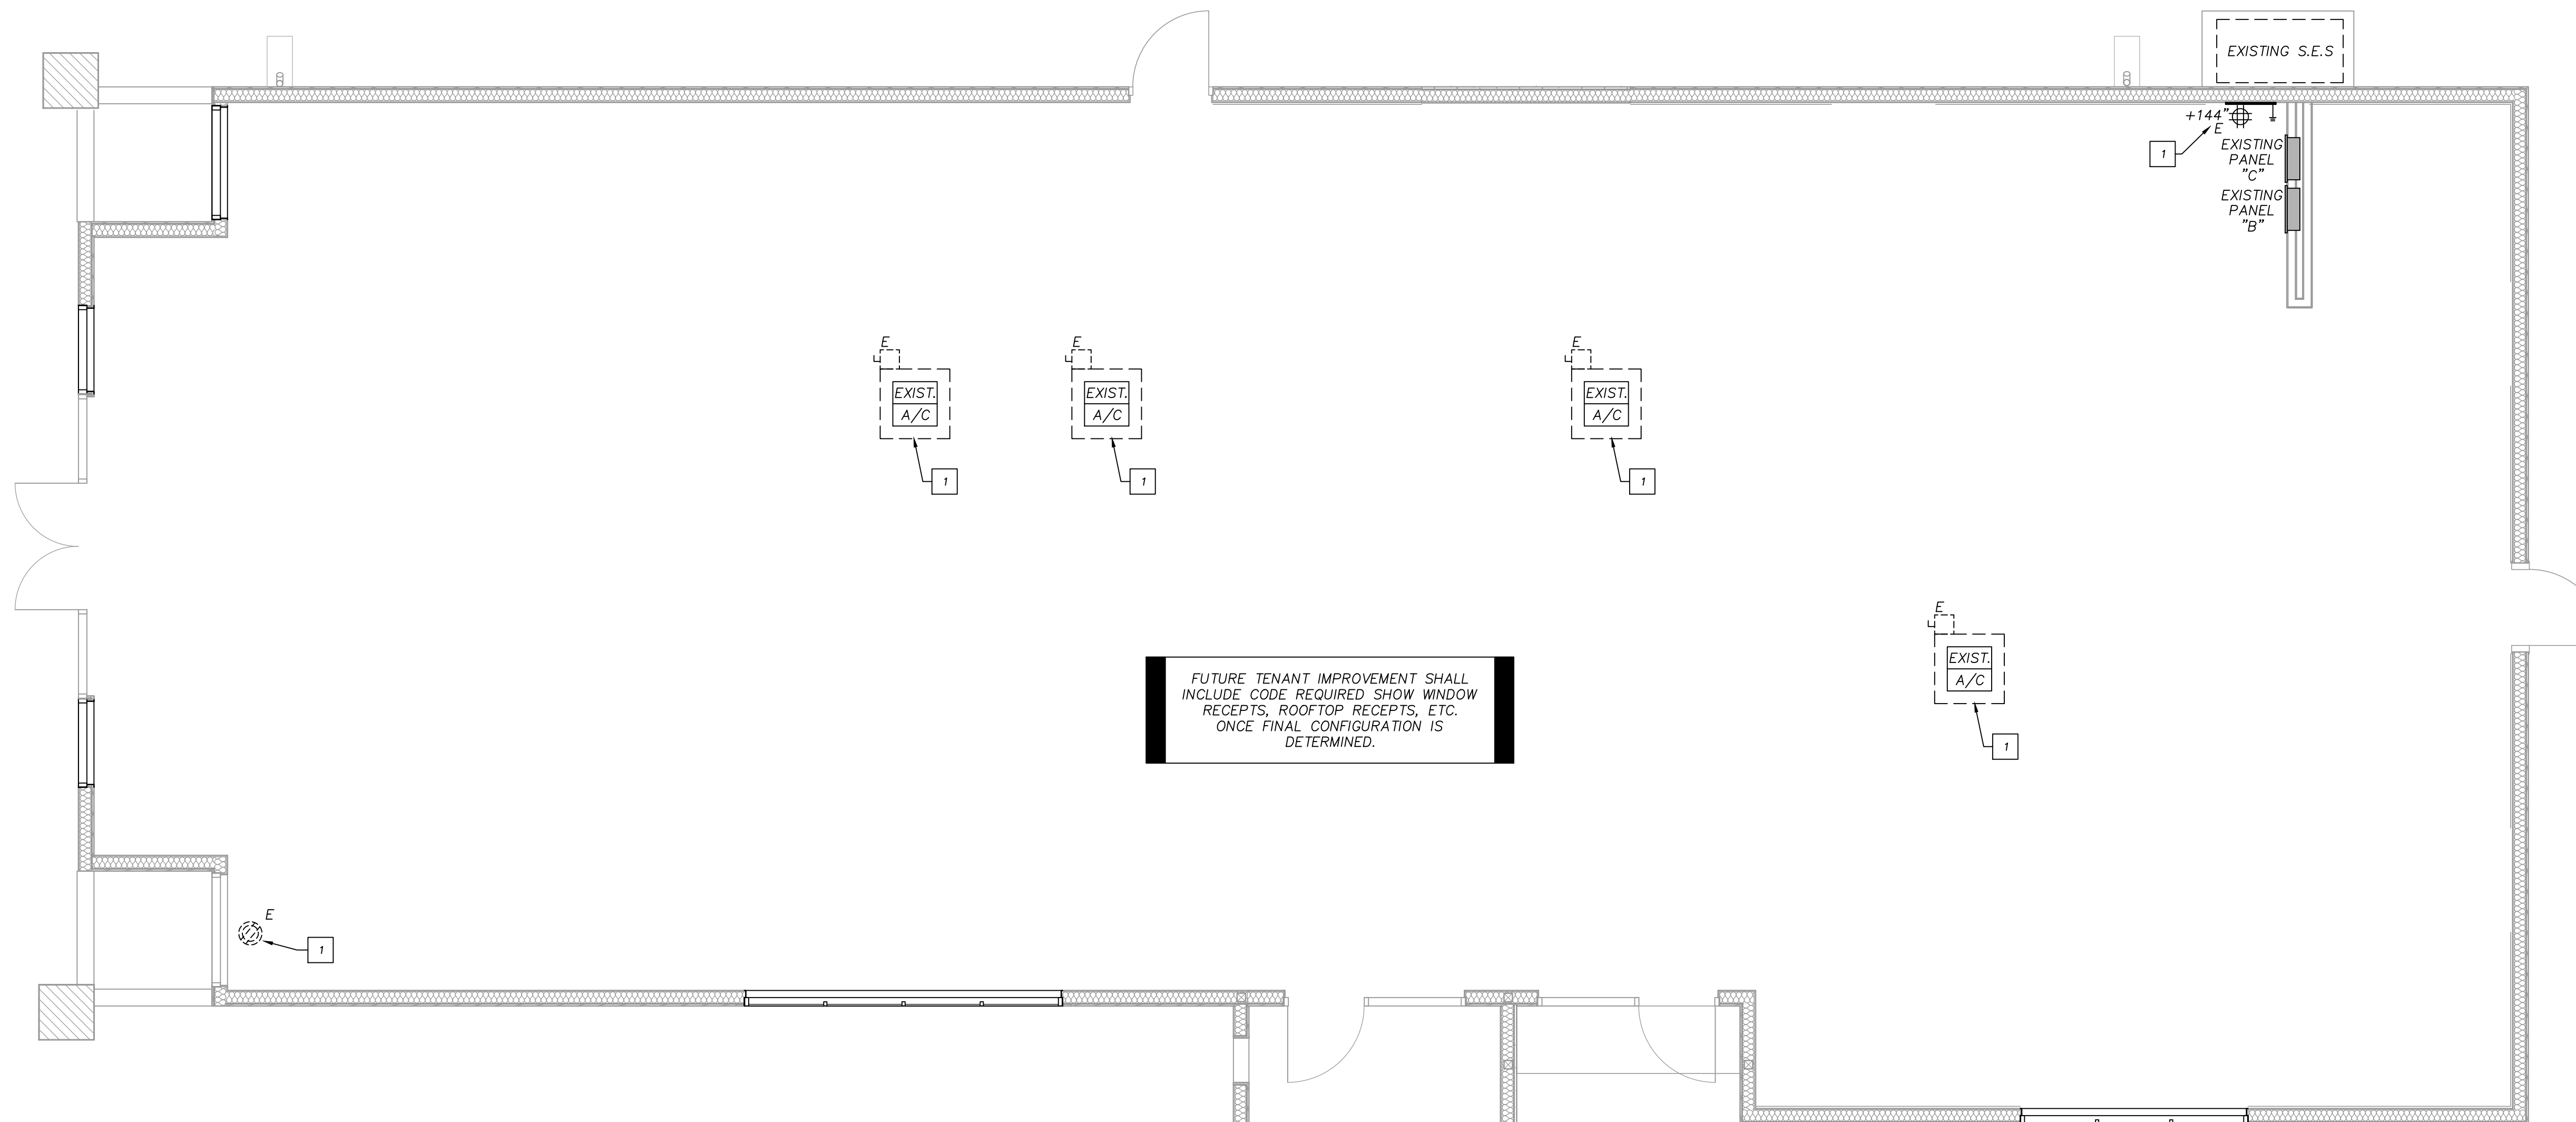 EXISTING S.E.S
+144"
E
1
EXISTING
PANEL
"C"
EXISTING
PANEL
"B"
E
EXIST.
A/C
1
E
EXIST.
A/C
1
E
EXIST.
A/C
1
E
EXIST.
A/C
1
FUTURE TENANT IMPROVEMENT SHALL
INCLUDE CODE REQUIRED SHOW WINDOW
RECEPTS, ROOFTOP RECEPTS, ETC.
ONCE FINAL CONFIGURATION IS
DETERMINED.
E
1